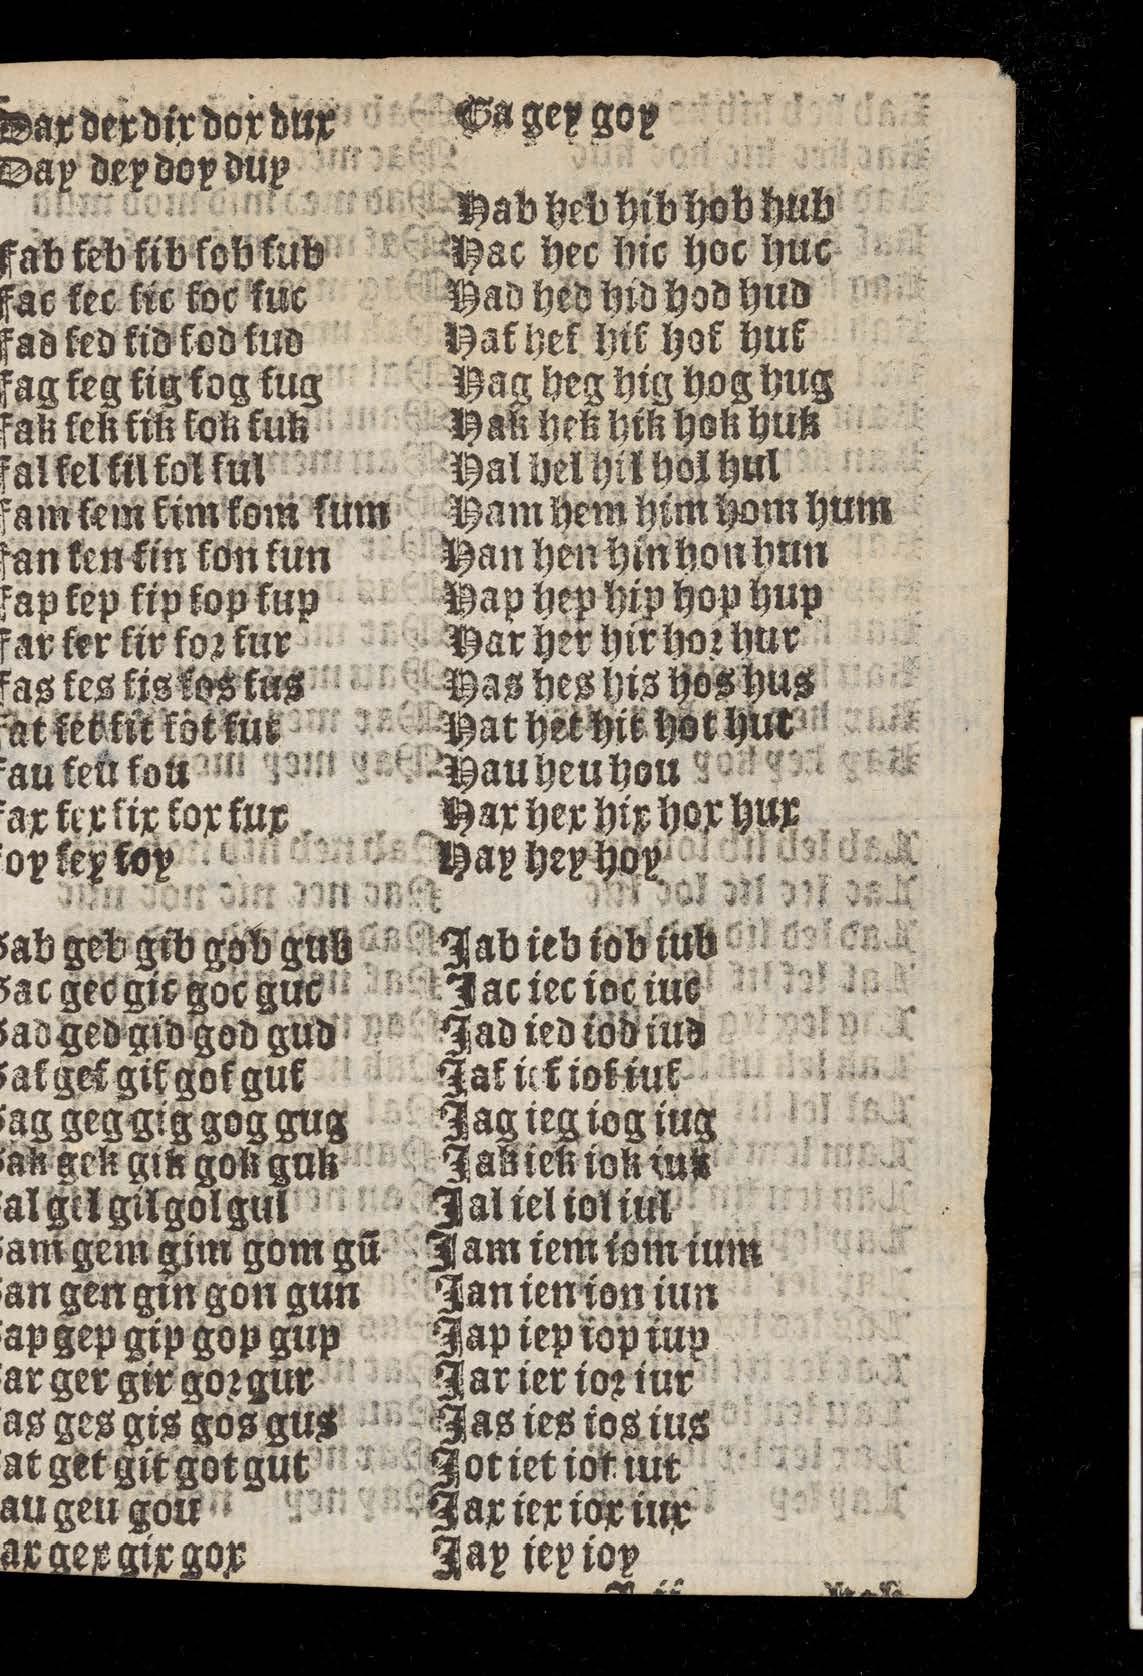 Dax dex dix dox dux
Day dey doy duy
Fab feb fib fob fub
Fac fec fic foc fuc
Fad fed fid fod fud
Fag feg fig fog fug
Fak fek fik fok fuk
Fal fel fil fol ful
Fam fem fim fom fum
Fan fen fin fon fun
Fap fep fip fop fup
Far fer fir foꝛ fur
Fas fes fis fos fus
Fat fet fit fot fut
Fau feu fou
Fax fex fix fox fux
Foy fey foy
Gab geb gib gob gub
Gac gec gic goc guc
Gad ged gid god gud
Gaf gef gif gof guf
Gag geg gig gog gug
Gak gek gik gok guk
Gal gel gil gol gul
Gam gem gim gom gū
Gan gen gin gon gun
Gap gep gip gop gup
Gar ger gir goꝛ gur
Gas ges gis gos gus
Gat get git got gut
Gau geu gou
Gax gex gix gox
Ga gey goy
Hab heb hib hob hub
Hac hec hic hoc huc
Had hed hid hod hud
Haf hef hif hof huf
Hag heg hig hog hug
Hak hek hik hok huk
Hal hel hil hol hul
Ham hem him hom hum
Han hen hin hon hun
Hap hep hip hop hup
Har her hir hoꝛ hur
Has hes his hos hus
Hat het hit hot hut
Hau heu hou
Hax hex hix hox hux
Hay hey hoy
Jab ieb iob iub
Jac iec ioc iuc
Jad ied iod iud
Jaf ief iof iuf
Jag ieg iog iug
Jak iek iok iuk
Jal iel iol iul
Jam iem iom ium
Jan ien ion iun
Jap iep iop iup
Jar ier ioꝛ iur
Jas ies ios ius
Jot iet iot iut
Jax iex iox iux
Jay iey ioy